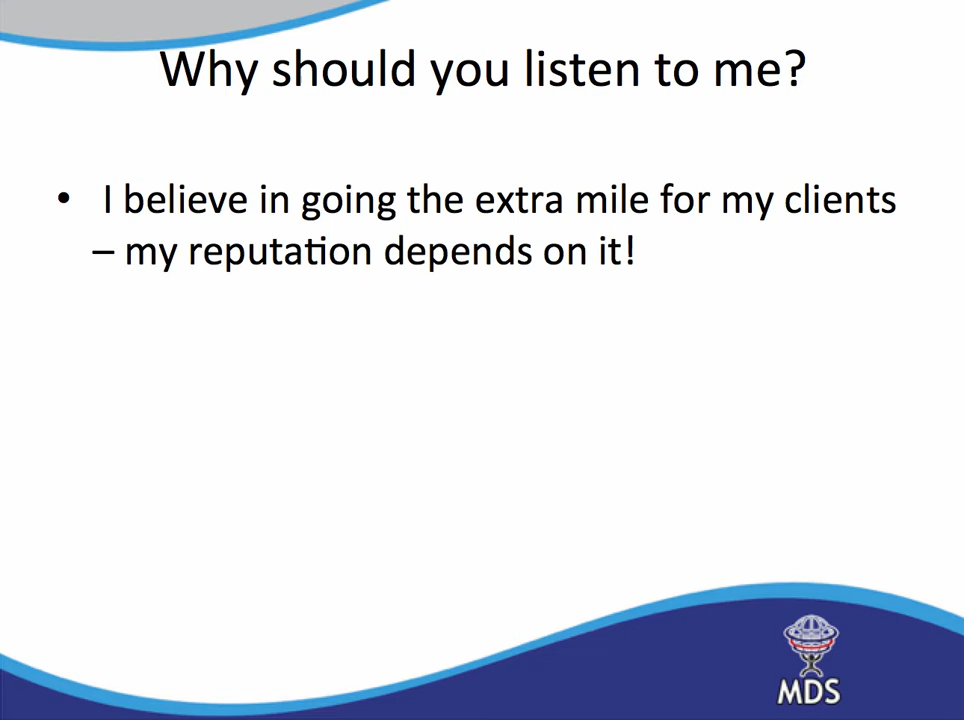 Why should you listen to me?
• I believe in going the extra mile for my clients
– my reputation depends on it!
MDS